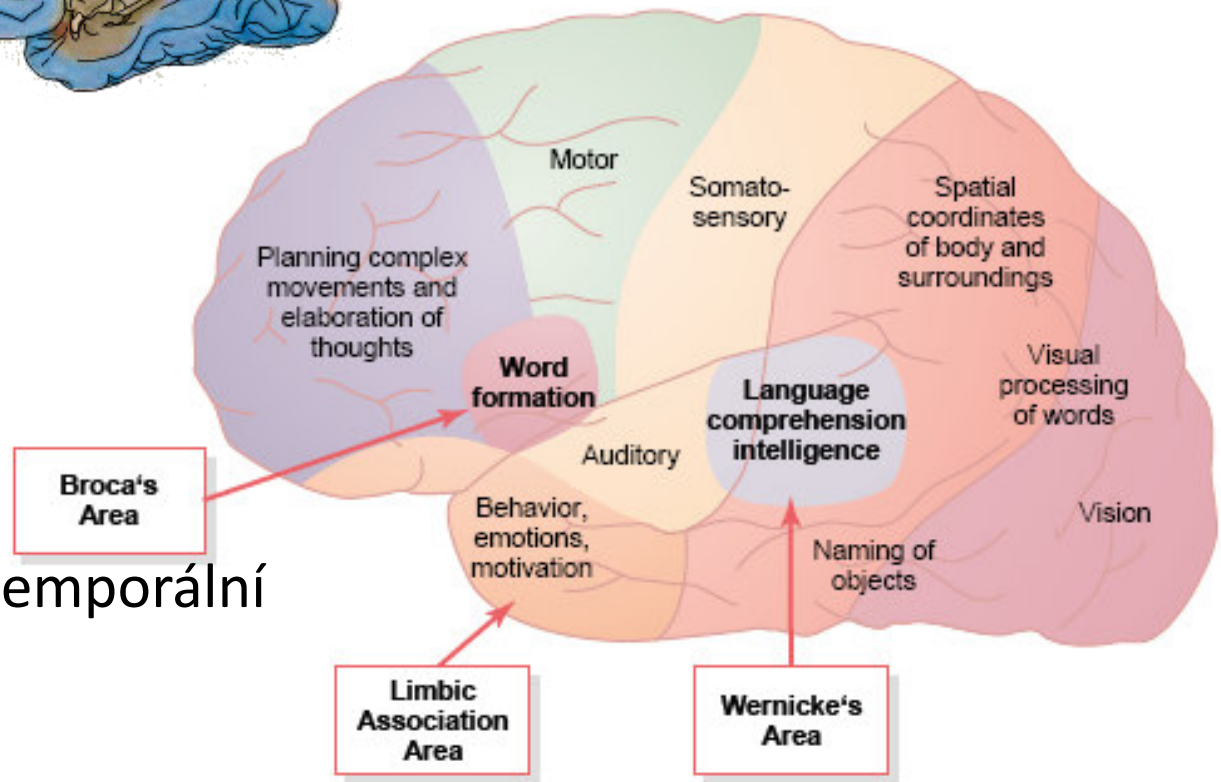 Motor
Somato-
sensory
Spatial
coordinates
of body and
surroundings
Planning complex
movements and
elaboration of
thoughts
Word
formation
Visual
processing
of words
Language
comprehension
intelligence
Auditory
Broca‘s
Area
Behavior,
emotions,
motivation
Vision
Naming of
objects
emporální
Limbic
Association
Area
Wernicke‘s
Area